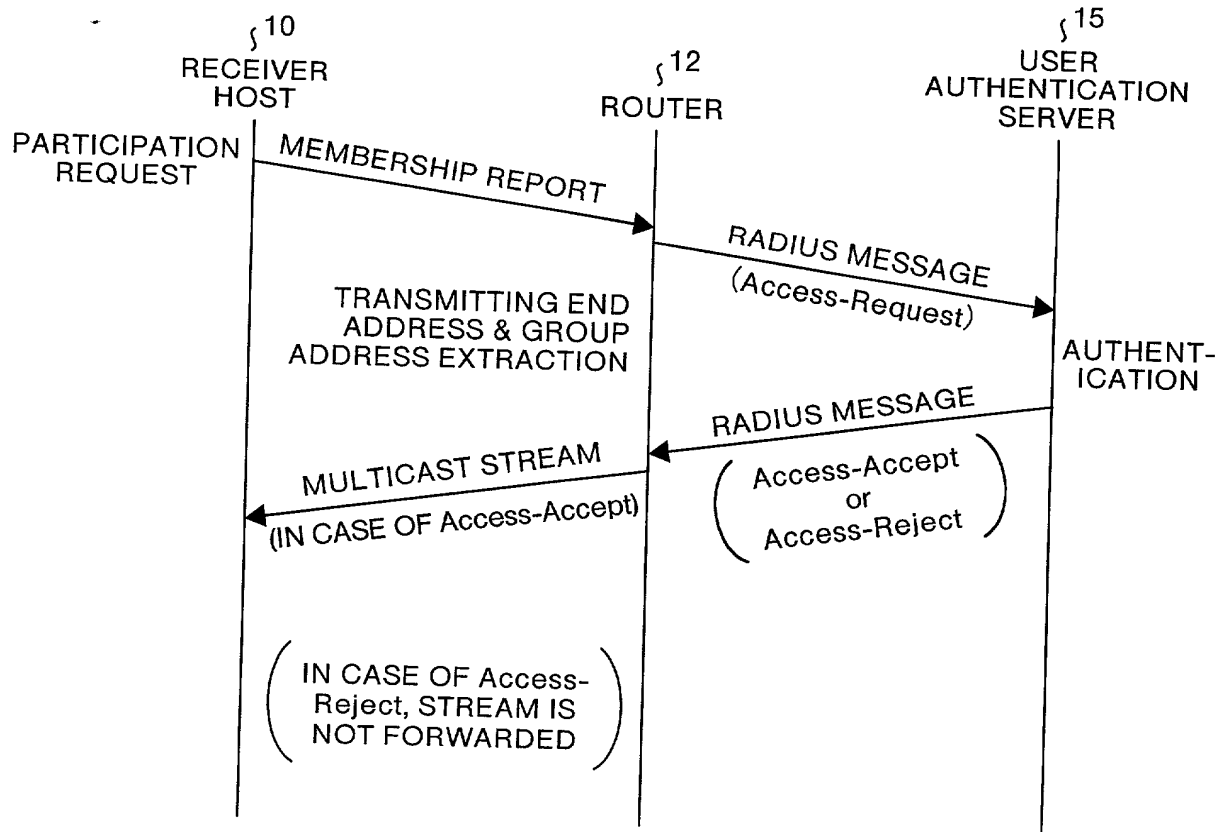 10
RECEIVER
HOST
12
ROUTER
15
USER
AUTHENTICATION
SERVER
PARTICIPATION
REQUEST
MEMBERSHIP REPORT
RADIUS MESSAGE
(Access-Request)
TRANSMITTING END
ADDRESS & GROUP
ADDRESS EXTRACTION
AUTHENT-
ICATION
RADIUS MESSAGE
Access-Accept
or
Access-Reject
MULTICAST STREAM
(IN CASE OF Access-Accept)
IN CASE OF Access-
Reject, STREAM IS
NOT FORWARDED